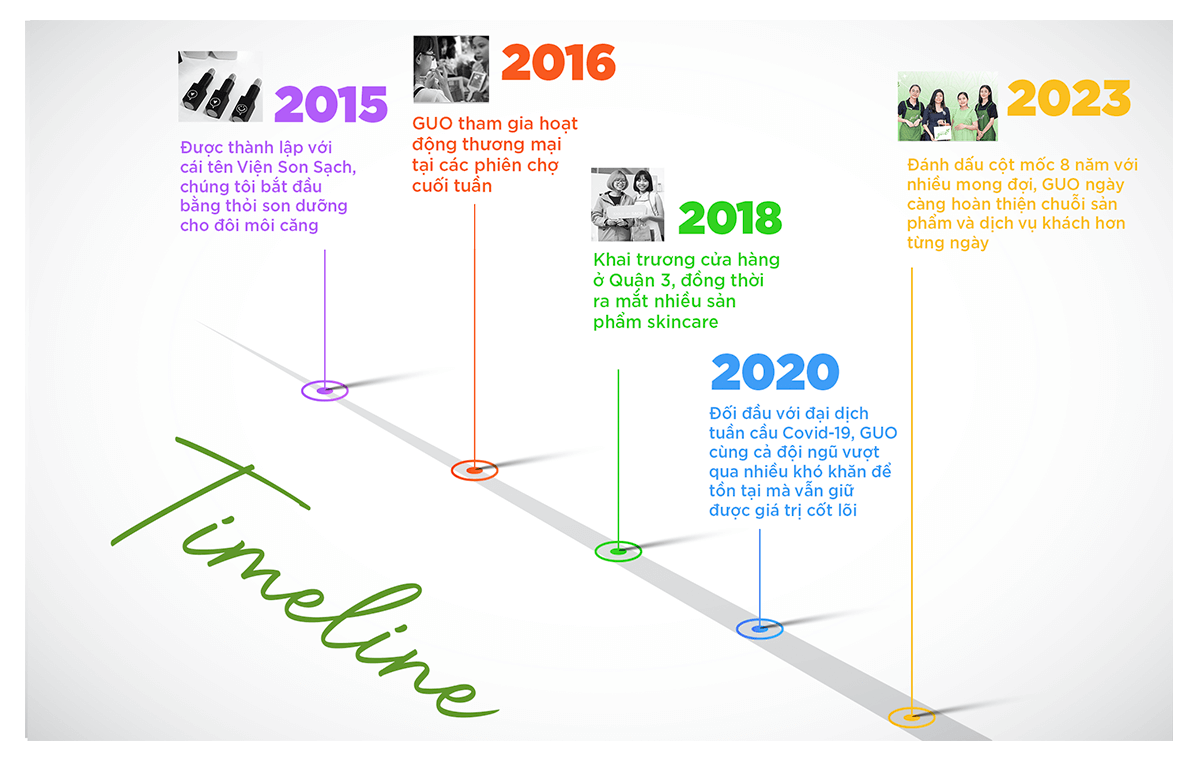 2015
Được thành lập với
cái tên Viện Son Sạch,
chúng tôi bắt đầu
bằng thỏi son dưỡng
cho đôi môi căng
2016
GUO tham gia hoạt
động thương mại
tại các phiên chợ
cuối tuần
2018
Khai trương cửa hàng
ở Quận 3, đồng thời
ra mắt nhiều sản
phẩm skincare
2020
Đối đầu với đại dịch
tuần cầu Covid-19, GUO
cùng cả đội ngũ vượt
qua nhiều khó khăn để
tồn tại mà vẫn giữ
được giá trị cốt lõi
2023
Đánh dấu cột mốc 8 năm với
nhiều mong đợi, GUO ngày
càng hoàn thiện chuỗi sản
phẩm và dịch vụ khách hơn
từng ngày
Timeline